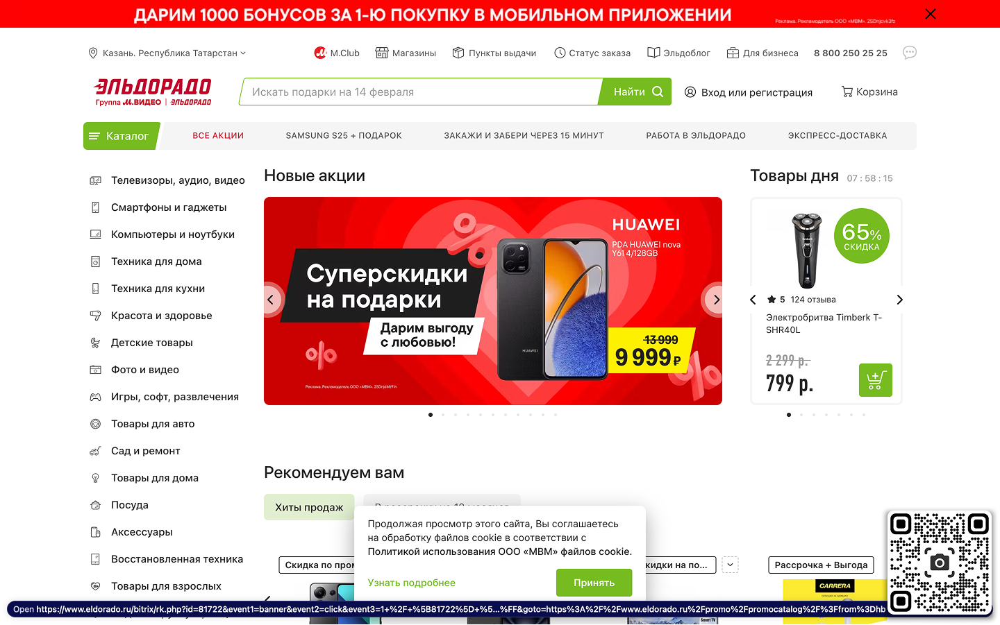 ДАРИМ 1000 БОНУСОВ ЗА 1-Ю ПОКУПКУ В МОБИЛЬНОМ ПРИЛОЖЕНИИ
Реклама. Рекламодатель ООО «МВМ». 2SDnjcvk3fz
Казань. Республика Татарстан
M.Club
Магазины
Пункты выдачи
Статус заказа
Эльдоблог
Для бизнеса
8 800 250 25 25
ЭЛЬДОРАДО
Группа М.ВИДЕО | ЭЛЬДОРАДО
Искать подарки на 14 февраля
Найти
Вход или регистрация
Корзина
Каталог
ВСЕ АКЦИИ
SAMSUNG S25 + ПОДАРОК
ЗАКАЖИ И ЗАБЕРИ ЧЕРЕЗ 15 МИНУТ
РАБОТА В ЭЛЬДОРАДО
ЭКСПРЕСС-ДОСТАВКА
Телевизоры, аудио, видео
Смартфоны и гаджеты
Компьютеры и ноутбуки
Техника для дома
Техника для кухни
Красота и здоровье
Детские товары
Фото и видео
Игры, софт, развлечения
Товары для авто
Сад и ремонт
Товары для дома
Посуда
Аксессуары
Восстановленная техника
Товары для взрослых
Новые акции
Суперскидки
на подарки
Дарим выгоду
с любовью!
HUAWEI
PDA HUAWEI nova
Y61 4/128GB
HUAWEI
13 999
9 999 ₽
Реклама. Рекламодатель ООО «МВМ». 2SDnjdMt91n
Товары дня
07 : 58 : 15
65%
СКИДКА
5 124 отзыва
Электробритва Timberk T-
SHR40L
2 299 р.
799 р.
Рекомендуем вам
Хиты продаж
Скидка по
Рассрочка + Выгода
CARRERA
Smart TV
Продолжая просмотр этого сайта, Вы соглашаетесь
на обработку файлов cookie в соответствии с
Политикой использования ООО «МВМ» файлов cookie.
Узнать подробнее
Принять
Open https://www.eldorado.ru/bitrix/rk.php?id=81722&event1=banner&event2=click&event3=1+%2F+%5B81722%5D+%5...%FF&goto=https%3A%2F%2Fwww.eldorado.ru%2Fpromo%2Fpromocatalog%2F%3Ffrom%3Dhb